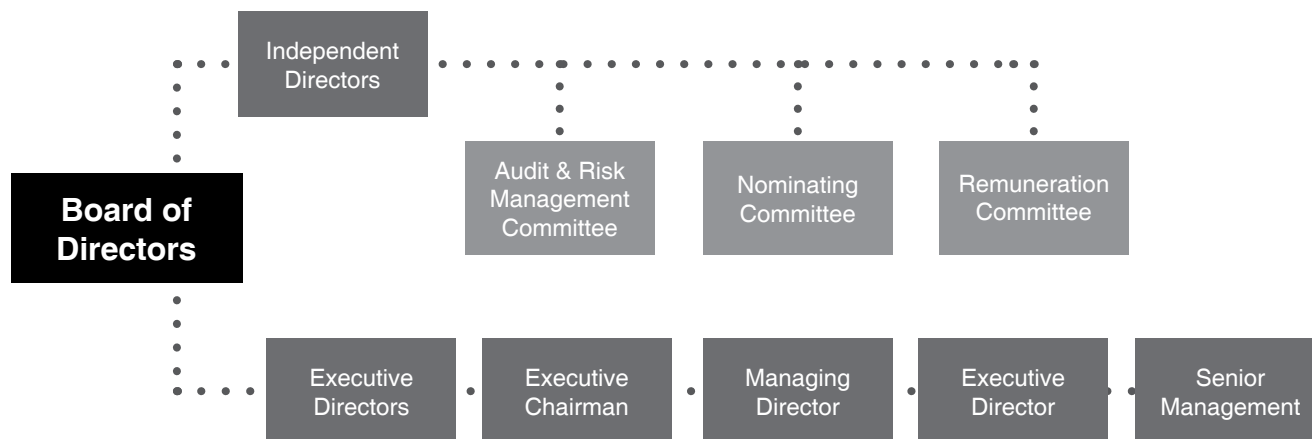 Independent
Directors
Audit & Risk
Management
Committee
Nominating
Committee
Remuneration
Committee
Board of
Directors
Executive
Directors
Executive
Chairman
Managing
Director
Executive
Director
Senior
Management